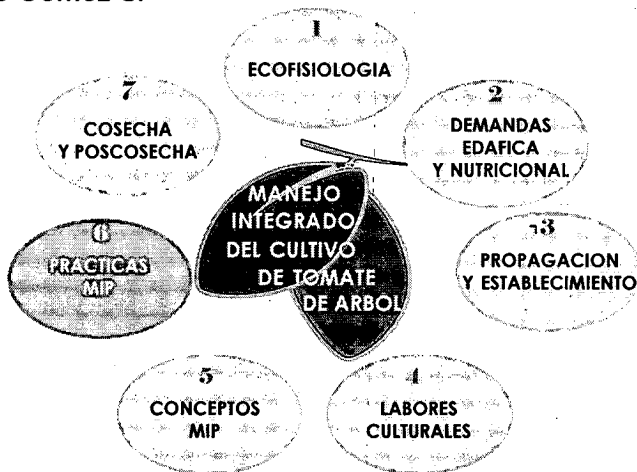 1
ECOFISIOLOGIA
2
DEMANDAS
EDAFICA
Y NUTRICIONAL
3
PROPAGACION
Y ESTABLECIMIENTO
4
LABORES
CULTURALES
5
CONCEPTOS
MIP
6
PRACTICAS
MIP
7
COSECHA
Y POSCOSECHA
MANEJO
INTEGRADO
DEL CULTIVO
DE TOMATE
DE ARBOL